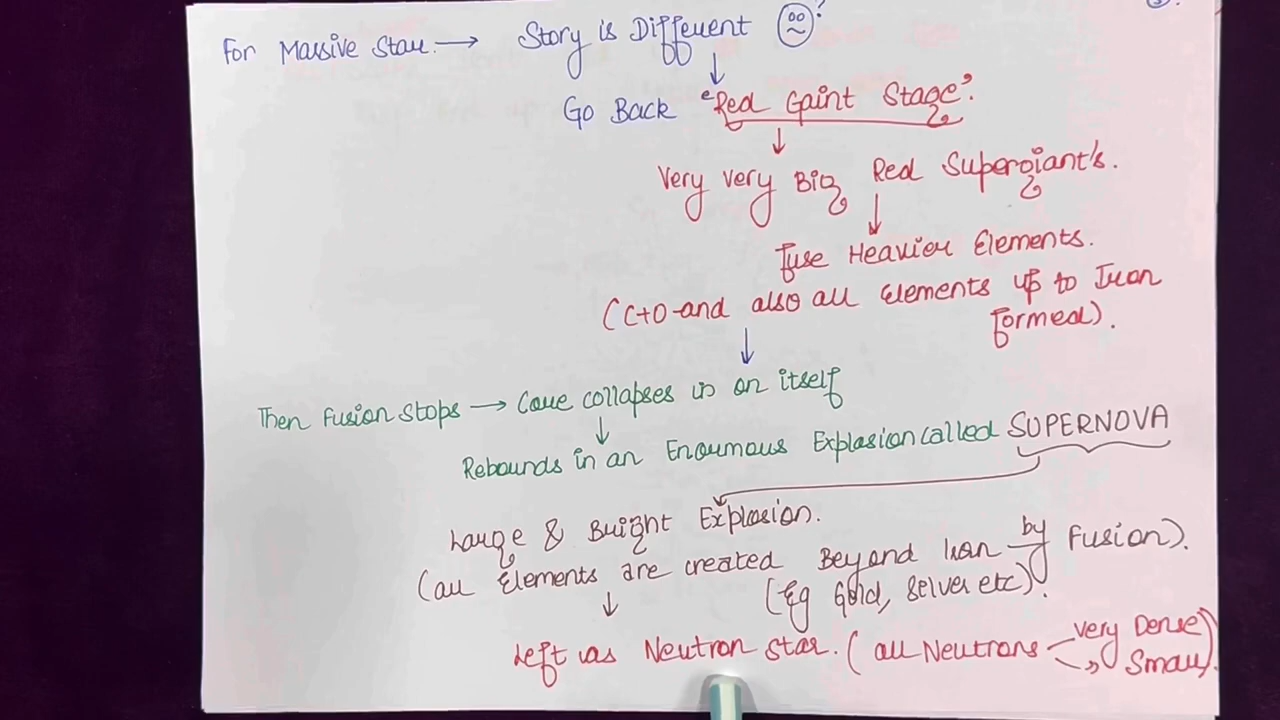 For Massive Star. → Story is Different ?
Go Back "Red Gaint Stage".
Very very Big Red Supergiant's.
Fuse Heavier Elements.
(C+O and also all Elements up to Iron
formed).
Then Fusion Stops → Core collapses in on itself
Rebounds in an Enormous Explosion called SUPERNOVA
Large & Bright Explosion.
(all Elements are created Beyond Iron by Fusion).
(Eg Gold, Silver etc).
Left as Neutron Star. (all Neutrons very Dense
Small).